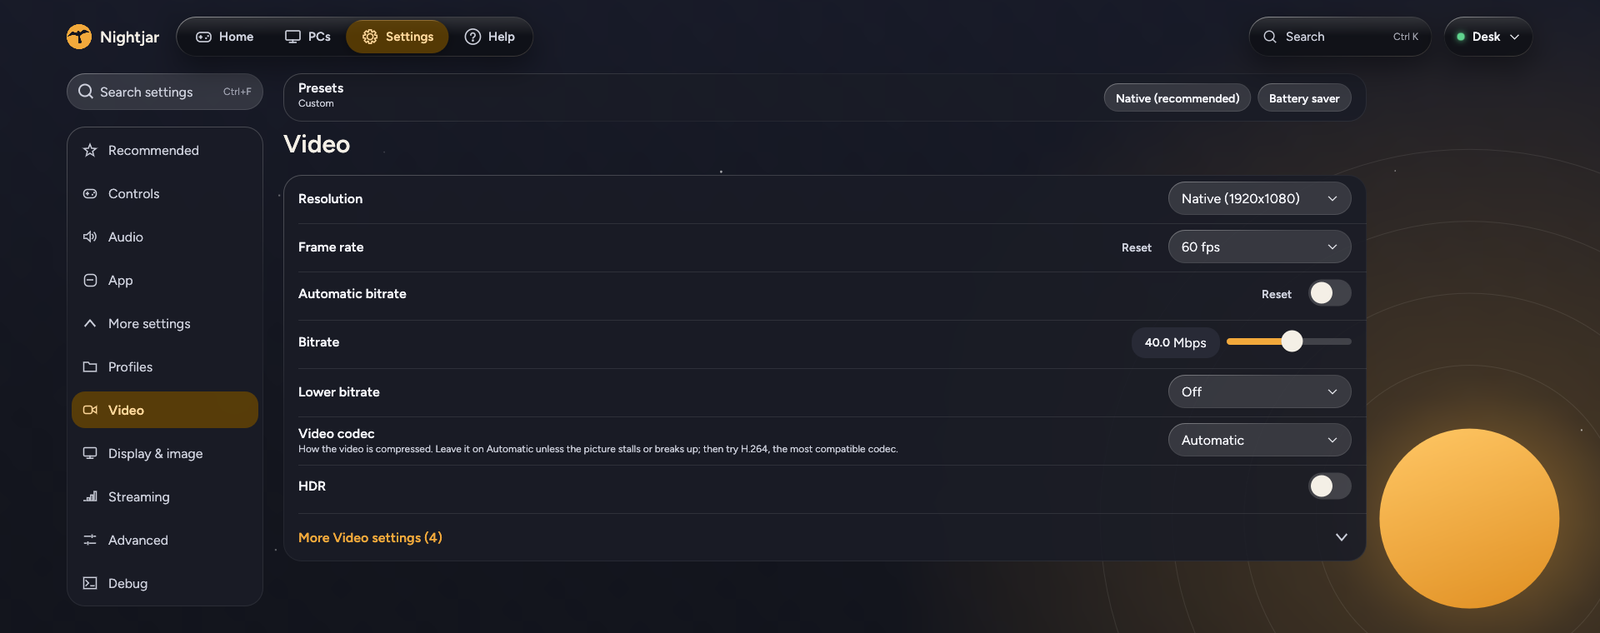 Nightjar
Home
PCs
Settings
Help
Search
Ctrl K
Desk
Search settings
Ctrl+F
Recommended
Controls
Audio
App
More settings
Profiles
Video
Display & image
Streaming
Advanced
Debug
Presets
Custom
Native (recommended)
Battery saver
Video
Resolution
Native (1920x1080)
Frame rate
Reset
60 fps
Automatic bitrate
Reset
Bitrate
40.0 Mbps
Lower bitrate
Off
Video codec
How the video is compressed. Leave it on Automatic unless the picture stalls or breaks up; then try H.264, the most compatible codec.
Automatic
HDR
More Video settings (4)